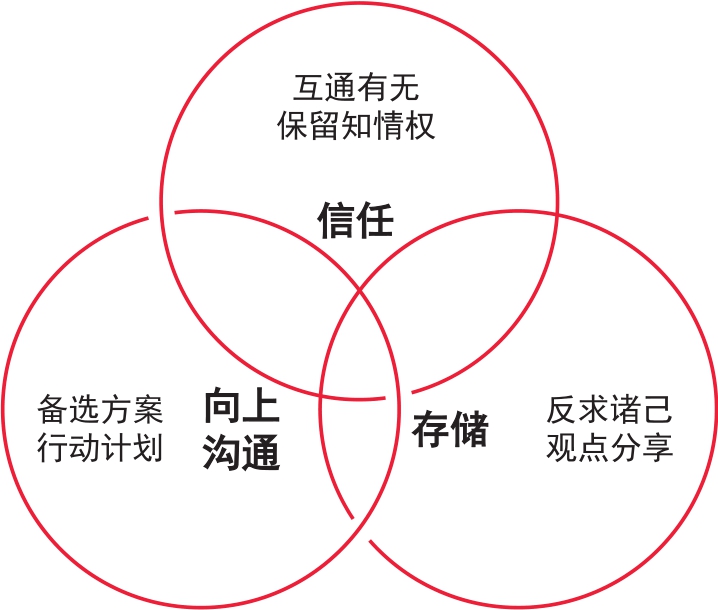 互通有无
保留知情权
信任
备选方案
行动计划
向上
沟通
存储
反求诸己
观点分享